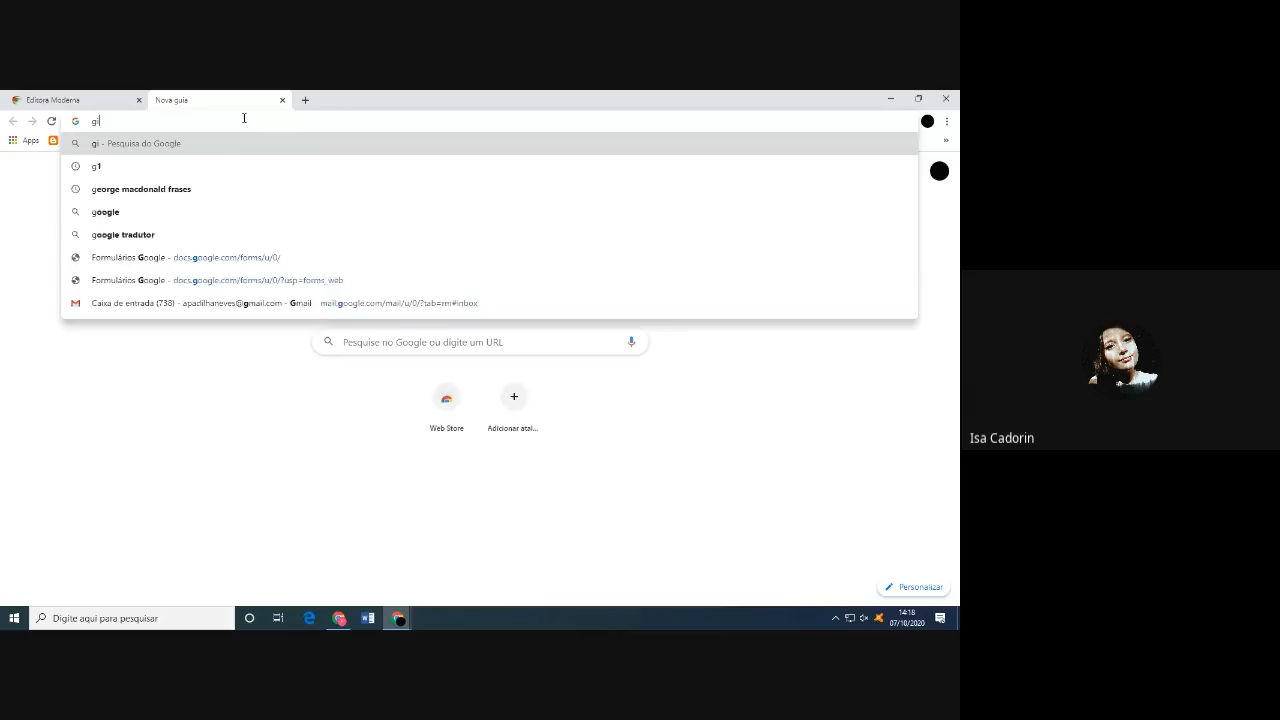 Editora Moderna
Nova guia
gi
Apps
gi - Pesquisa do Google
g1
george macdonald frases
google
google tradutor
Formulários Google - docs.google.com/forms/u/0/
Formulários Google - docs.google.com/forms/u/0/?usp=forms_web
Caixa de entrada (738) - apadilhaneves@gmail.com - Gmail mail.google.com/mail/u/0/?tab=rm#inbox
Pesquise no Google ou digite um URL
Web Store
Adicionar atal...
Isa Cadorin
Personalizar
Digite aqui para pesquisar
14:18
07/10/2020